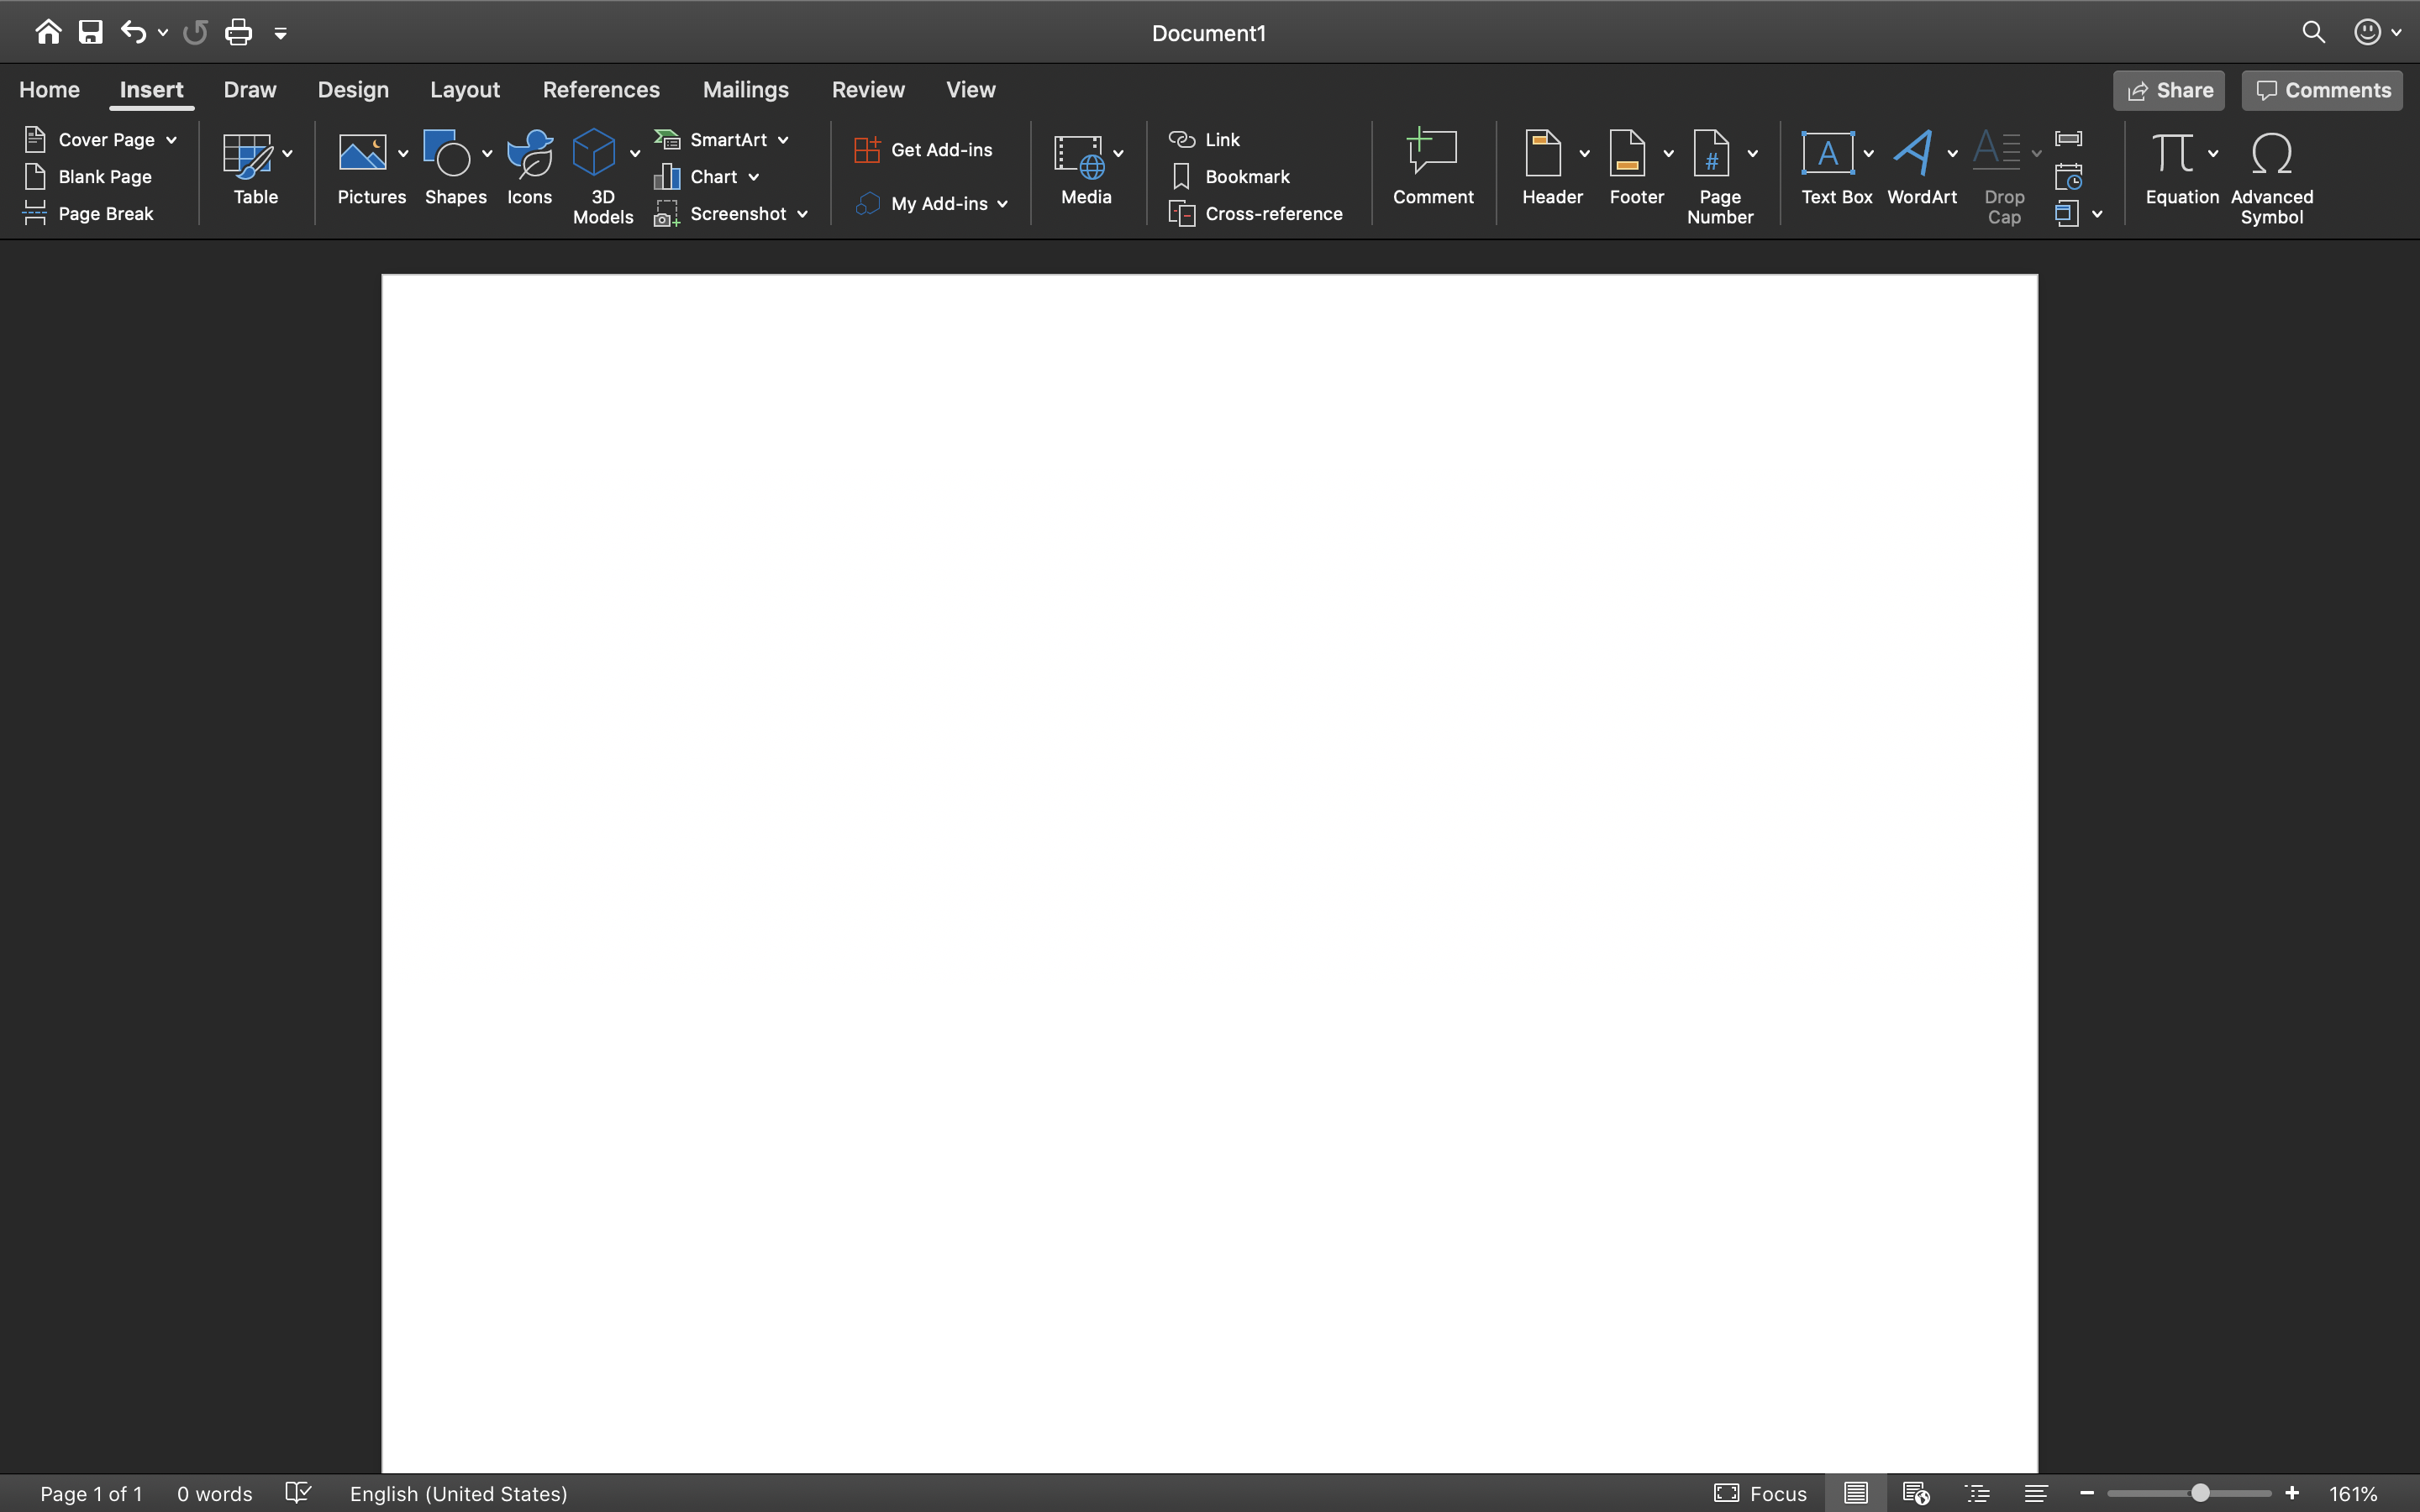 Document1
Home Insert Draw Design Layout References Mailings Review View Share Comments
Cover Page
Blank Page
Page Break
Table
Pictures
Shapes
Icons
3D
Models
SmartArt
Chart
Screenshot
Get Add-ins
My Add-ins
Media
Link
Bookmark
Cross-reference
Comment
Header
Footer
Page
Number
#
Text Box
A
WordArt
A
Drop
Cap
A
Equation
π
Advanced
Symbol
Ω
Page 1 of 1 0 words English (United States) Focus 161%